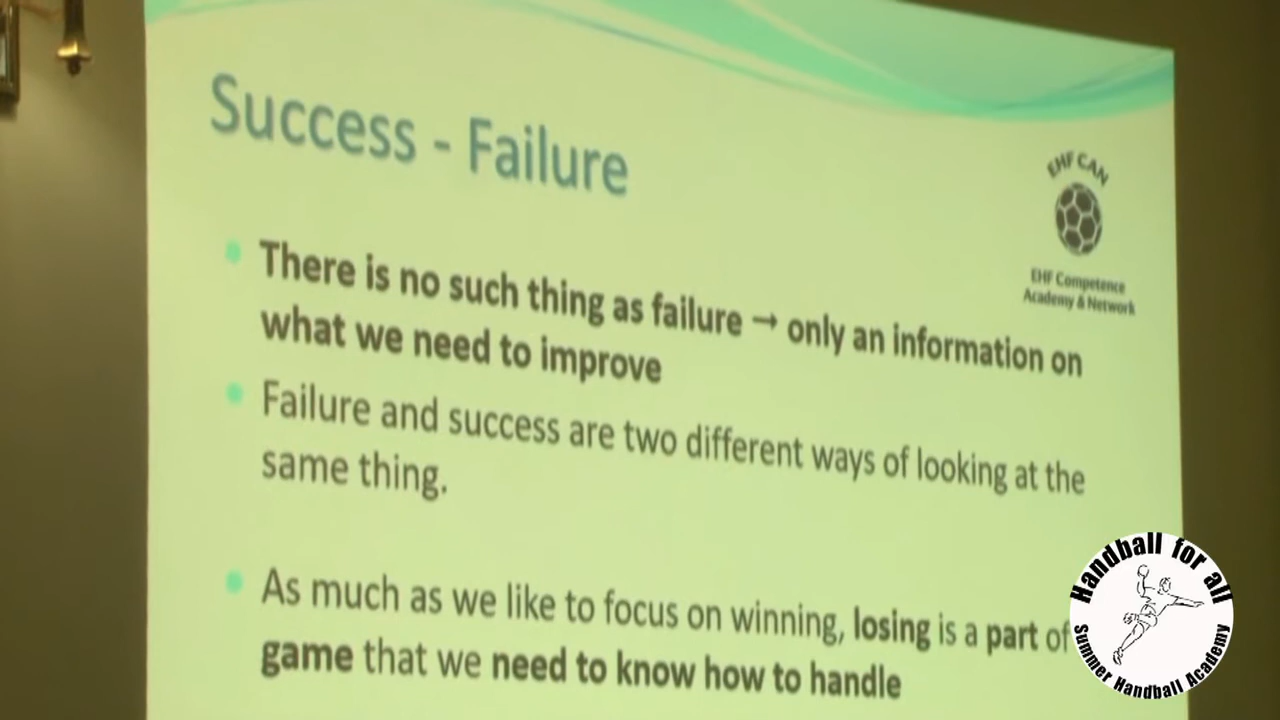 Success - Failure
EHF CAN
EHF Competence
Academy & Network
There is no such thing as failure → only an information on
what we need to improve
Failure and success are two different ways of looking at the
same thing.
As much as we like to focus on winning, losing is a part of
game that we need to know how to handle
Handball for all
Summer Handball Academy